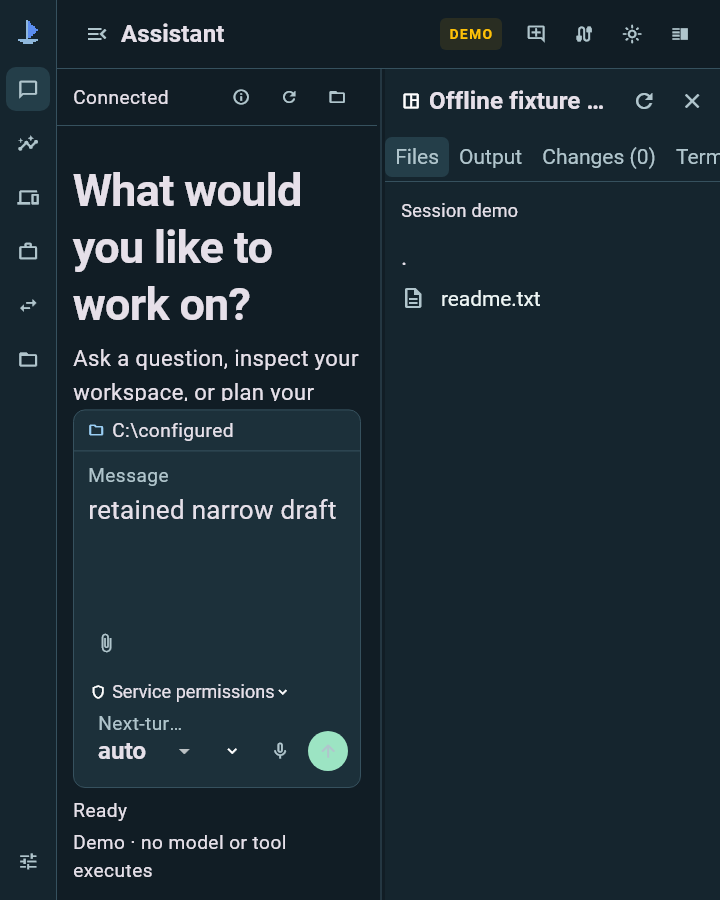 Assistant
DEMO
Connected
What would
you like to
work on?
Ask a question, inspect your
workspace, or plan your
C:\configured
Message
retained narrow draft
Service permissions
Next-tur...
auto
Ready
Demo · no model or tool
executes
Offline fixture ...
Files Output Changes (0) Term
Session demo
.
readme.txt